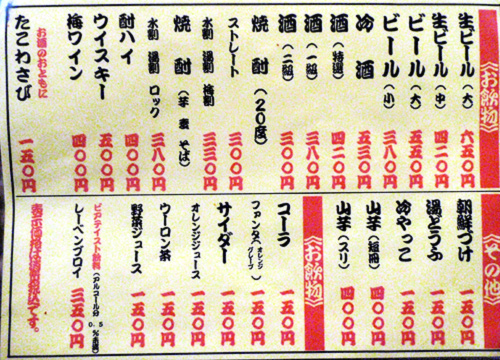 《お飲物》
生ビール(大) 六五〇円
生ビール(中) 四二〇円
ビール(大) 五五〇円
ビール(小) 三八〇円
冷酒 五三〇円
酒(特選) 四二〇円
酒(一級) 三八〇円
酒(二級) 三〇〇円
焼酎(20度)
ストレート 三〇〇円
水割 湯割 梅割 三三〇円
焼酎(芋 麦 そば)
水割 湯割 ロック 三八〇円
酎ハイ 四〇〇円
ウイスキー 四〇〇円
梅ワイン 四〇〇円
お酒のおともに
たこわさび 一五〇円
《その他》
朝鮮づけ 一五〇円
湯どうふ 一五〇円
冷やっこ 一五〇円
山芋(短冊) 四〇〇円
山芋(スリ) 四〇〇円
《お飲物》
コーラ 一五〇円
ファンタ(オレンジ グレープ) 一五〇円
サイダー 一五〇円
オレンジジュース 一五〇円
ウーロン茶 一五〇円
野菜ジュース 一五〇円
ビアテイスト飲料(アルコール分0.5%未満)
レーベンブロイ 三五〇円
表示価格は消費税込です。